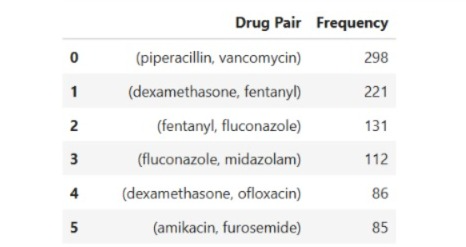 Drug Pair Frequency
0 (piperacillin, vancomycin) 298
1 (dexamethasone, fentanyl) 221
2 (fentanyl, fluconazole) 131
3 (fluconazole, midazolam) 112
4 (dexamethasone, ofloxacin) 86
5 (amikacin, furosemide) 85